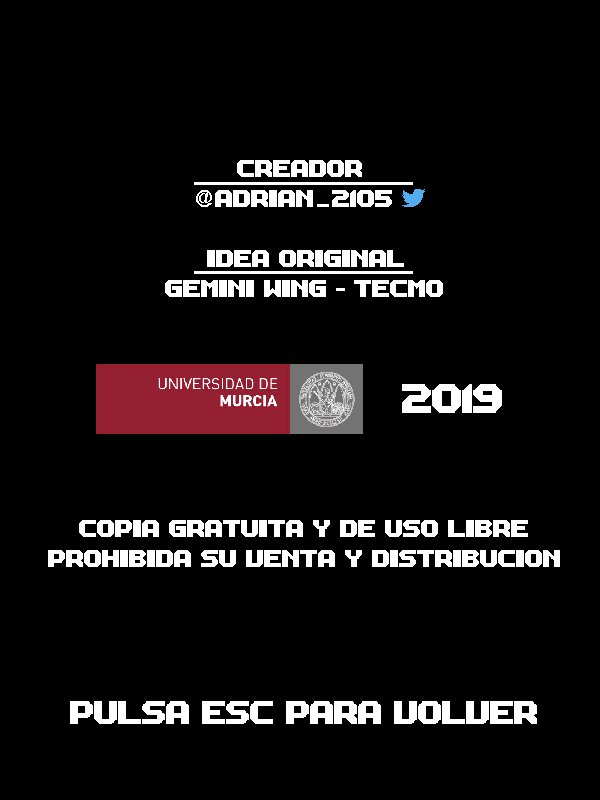 CREADOR
@ADRIAN_2105
IDEA ORIGINAL
GEMINI WING - TECMO
UNIVERSIDAD DE
MURCIA
2019
COPIA GRATUITA Y DE USO LIBRE
PROHIBIDA SU VENTA Y DISTRIBUCION
PULSA ESC PARA VOLVER